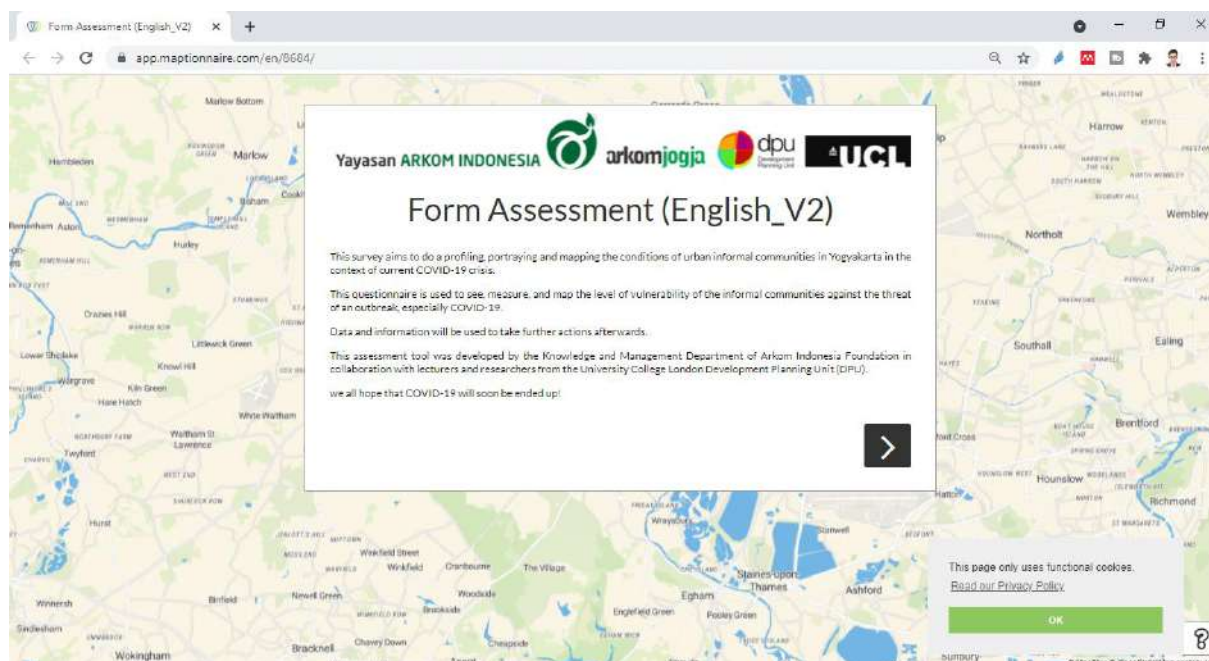 Form Assessment (English_V2)
app.maptionnaire.com/en/8684/
Yayasan ARKOM INDONESIA arkomjogja dpu Development Planning Unit UCL
Form Assessment (English_V2)
This survey aims to do a profiling, portraying and mapping the conditions of urban informal communities in Yogyakarta in the
context of current COVID-19 crisis.
This questionnaire is used to see, measure, and map the level of vulnerability of the informal communities against the threat
of an outbreak, especially COVID-19.
Data and information will be used to take further actions afterwards.
This assessment tool was developed by the Knowledge and Management Department of Arkom Indonesia Foundation in
collaboration with lecturers and researchers from the University College London Development Planning Unit (DPU).
we all hope that COVID-19 will soon be ended up!
Marlow Bottom
Hambleden
Marlow
Bisham
Hurley
Crazies Hill
Littlewick Green
Knowl Hill
Wargrave
Kiln Green
Hare Hatch
White Waltham
Waltham St
Lawrence
Twyford
Hurst
Winnersh
Sindlesham
Wokingham
Binfield
Bracknell
Winkfield Street
Winkfield
Cranbourne
The Village
Newell Green
Woodside
Brookside
Chavey Down
Cheapside
Wraysbury
Egham
Englefield Green
Pooley Green
Staines-upon-
Thames
Stanwell
Ashford
Sunbury-
Harrow
Wembley
Northolt
Southall
Ealing
Brentford
Hounslow
Richmond
Hatton
This page only uses functional cookies.
Read our Privacy Policy
OK
?